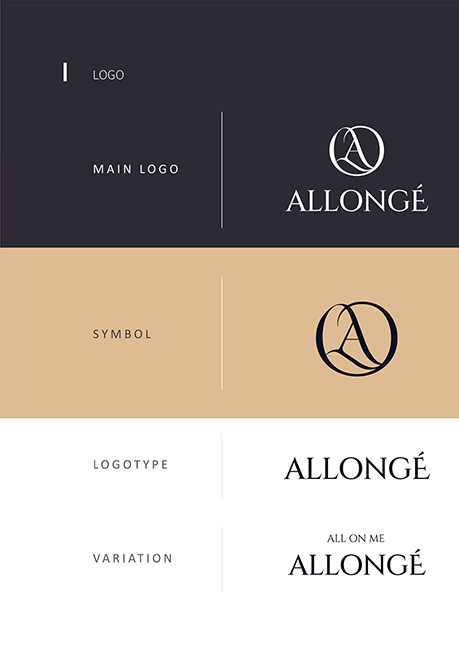 LOGO
MAIN LOGO
A
ALLONGÉ
SYMBOL
A
LOGOTYPE
ALLONGÉ
VARIATION
ALL ON ME
ALLONGÉ